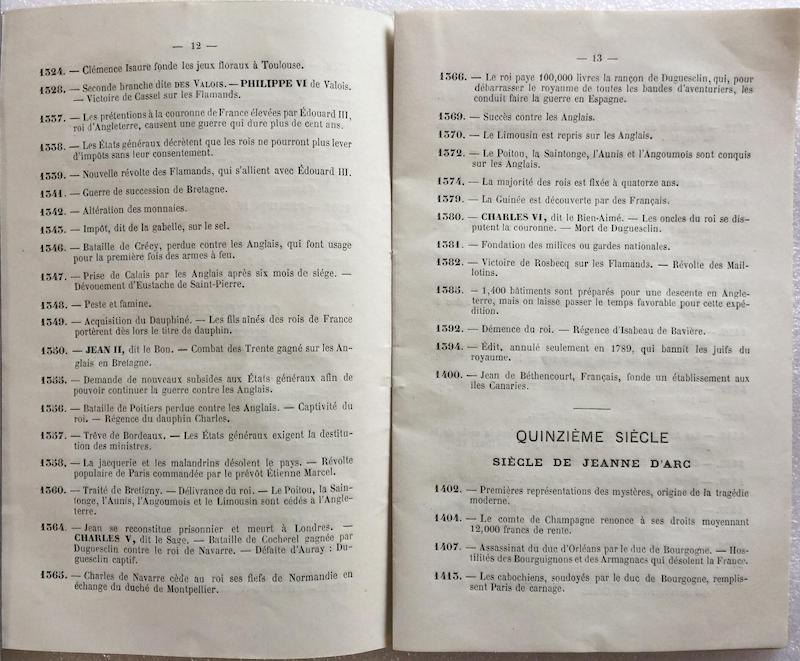 — 12 —
1324. — Clémence Isaure fonde les jeux floraux à Toulouse.
1328. — Seconde branche dite DES VALOIS. — PHILIPPE VI de Valois.
— Victoire de Cassel sur les Flamands.
1337. — Les prétentions à la couronne de France élevées par Édouard III,
roi d'Angleterre, causent une guerre qui dure plus de cent ans.
1338. — Les États généraux décrètent que les rois ne pourront plus lever
d'impôts sans leur consentement.
1339. — Nouvelle révolte des Flamands, qui s'allient avec Édouard III.
1341. — Guerre de succession de Bretagne.
1342. — Altération des monnaies.
1343. — Impôt, dit de la gabelle, sur le sel.
1346. — Bataille de Crécy, perdue contre les Anglais, qui font usage
pour la première fois des armes à feu.
1347. — Prise de Calais par les Anglais après six mois de siége. —
Dévouement d'Eustache de Saint-Pierre.
1348. — Peste et famine.
1349. — Acquisition du Dauphiné. — Les fils aînés des rois de France
portèrent dès lors le titre de dauphin.
1350. — JEAN II, dit le Bon. — Combat des Trente gagné sur les An-
glais en Bretagne.
1355. — Demande de nouveaux subsides aux États généraux afin de
pouvoir continuer la guerre contre les Anglais.
1356. — Bataille de Poitiers perdue contre les Anglais. — Captivité du
roi. — Régence du dauphin Charles.
1357. — Trêve de Bordeaux. — Les États généraux exigent la destitu-
tion des ministres.
1358. — La jacquerie et les malandrins désolent le pays. — Révolte
populaire de Paris commandée par le prévôt Étienne Marcel.
1360. — Traité de Bretigny. — Délivrance du roi. — Le Poitou, la Sain-
tonge, l'Aunis, l'Angoumois et le Limousin sont cédés à l'Angle-
terre.
1364. — Jean se reconstitue prisonnier et meurt à Londres. —
CHARLES V, dit le Sage. — Bataille de Cocherel gagnée par
Duguesclin contre le roi de Navarre. — Défaite d'Auray : Du-
guesclin captif.
1365. — Charles de Navarre cède au roi ses fiefs de Normandie en
échange du duché de Montpellier.
— 13 —
1366. — Le roi paye 100,000 livres la rançon de Duguesclin, qui, pour
débarrasser le royaume de toutes les bandes d'aventuriers, les
conduit faire la guerre en Espagne.
1369. — Succès contre les Anglais.
1370. — Le Limousin est repris sur les Anglais.
1372. — Le Poitou, la Saintonge, l'Aunis et l'Angoumois sont conquis
sur les Anglais.
1374. — La majorité des rois est fixée à quatorze ans.
1379. — La Guinée est découverte par des Français.
1380. — CHARLES VI, dit le Bien-Aimé. — Les oncles du roi se dis-
putent la couronne. — Mort de Duguesclin.
1381. — Fondation des milices ou gardes nationales.
1382. — Victoire de Rosbecq sur les Flamands. — Révolte des Mail-
lotins.
1385. — 1,400 bâtiments sont préparés pour une descente en Angle-
terre, mais on laisse passer le temps favorable pour cette expé-
dition.
1392. — Démence du roi. — Régence d'Isabeau de Bavière.
1394. — Édit, annulé seulement en 1789, qui bannit les juifs du
royaume.
1400. — Jean de Béthencourt, Français, fonde un établissement aux
îles Canaries.
QUINZIÈME SIÈCLE
SIÈCLE DE JEANNE D'ARC
1402. — Premières représentations des mystères, origine de la tragédie
moderne.
1404. — Le comte de Champagne renonce à ses droits moyennant
12,000 francs de rente.
1407. — Assassinat du duc d'Orléans par le duc de Bourgogne. — Hos-
tilités des Bourguignons et des Armagnacs qui désolent la France.
1413. — Les cabochiens, soudoyés par le duc de Bourgogne, remplis-
sent Paris de carnage.